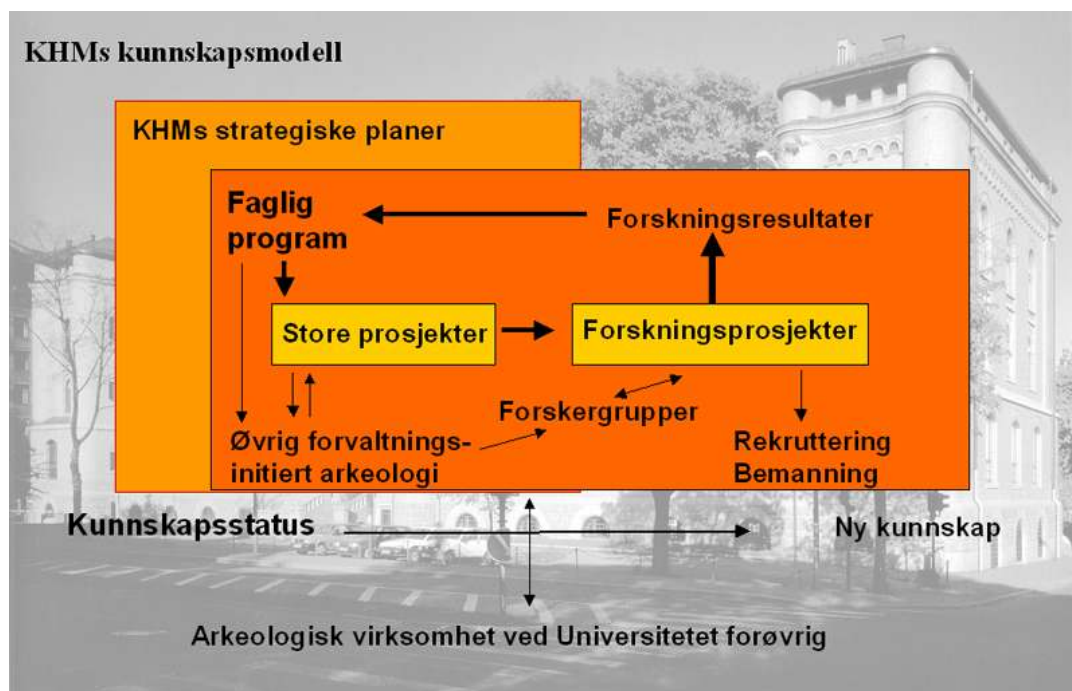 KHMs kunnskapsmodell
KHMs strategiske planer
Faglig
program
Forskningsresultater
Store prosjekter
Forskningsprosjekter
Forskergrupper
Øvrig forvaltnings-
initiert arkeologi
Rekruttering
Bemanning
Kunnskapsstatus
Ny kunnskap
Arkeologisk virksomhet ved Universitetet forøvrig